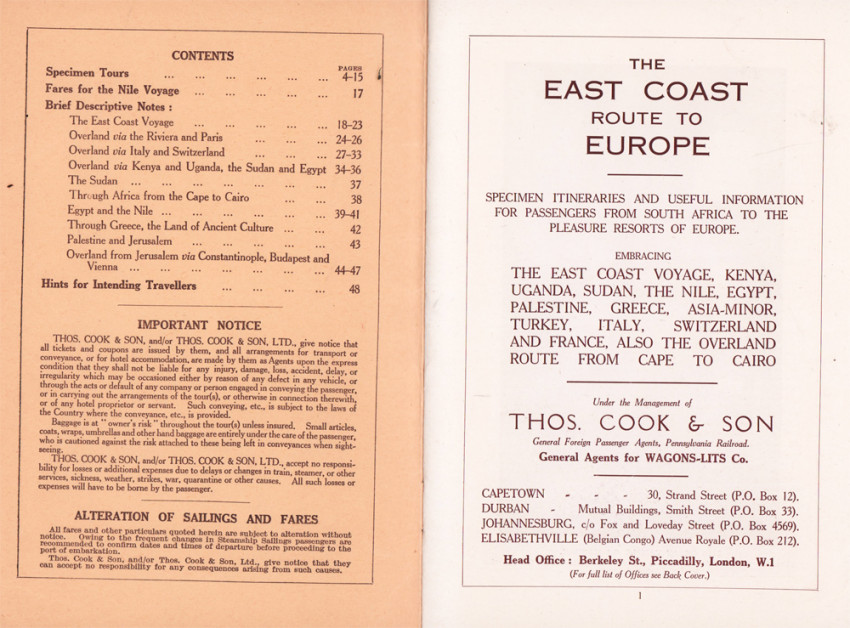 CONTENTS
PAGES
Specimen Tours ... ... ... ... ... ... 4-15
Fares for the Nile Voyage ... ... ... ... ... 17
Brief Descriptive Notes :
The East Coast Voyage ... ... ... ... ... 18-23
Overland via the Riviera and Paris ... ... ... 24-26
Overland via Italy and Switzerland ... ... ... 27-33
Overland via Kenya and Uganda, the Sudan and Egypt 34-36
The Sudan ... ... ... ... ... ... ... 37
Through Africa from the Cape to Cairo ... ... 38
Egypt and the Nile ... ... ... ... ... ... 39-41
Through Greece, the Land of Ancient Culture ... ... 42
Palestine and Jerusalem ... ... ... ... ... 43
Overland from Jerusalem via Constantinople, Budapest and
Vienna ... ... ... ... ... ... ... 44-47
Hints for Intending Travellers ... ... ... ... 48
IMPORTANT NOTICE
THOS. COOK & SON, and/or THOS. COOK & SON, LTD., give notice that
all tickets and coupons are issued by them, and all arrangements for transport or
conveyance, or for hotel accommodation, are made by them as Agents upon the express
condition that they shall not be liable for any injury, damage, loss, accident, delay, or
irregularity which may be occasioned either by reason of any defect in any vehicle, or
through the acts or default of any company or person engaged in conveying the passenger,
or in carrying out the arrangements of the tour(s), or otherwise in connection therewith,
or of any hotel proprietor or servant. Such conveying, etc., is subject to the laws of
the Country where the conveyance, etc., is provided.
Baggage is at "owner's risk" throughout the tour(s) unless insured. Small articles,
coats, wraps, umbrellas and other hand baggage are entirely under the care of the passenger,
who is cautioned against the risk attached to these being left in conveyances when sight-
seeing.
THOS. COOK & SON, and/or THOS. COOK & SON, LTD., accept no responsi-
bility for losses or additional expenses due to delays or changes in train, steamer, or other
services, sickness, weather, strikes, war, quarantine or other causes. All such losses or
expenses will have to be borne by the passenger.
ALTERATION OF SAILINGS AND FARES
All fares and other particulars quoted herein are subject to alteration without
notice. Owing to the frequent changes in Steamship Sailings passengers are
recommended to confirm dates and times of departure before proceeding to the
port of embarkation.
Thos. Cook & Son, and/or Thos. Cook & Son, Ltd., give notice that they
can accept no responsibility for any consequences arising from such causes.
THE
EAST COAST
ROUTE TO
EUROPE
SPECIMEN ITINERARIES AND USEFUL INFORMATION
FOR PASSENGERS FROM SOUTH AFRICA TO THE
PLEASURE RESORTS OF EUROPE.
EMBRACING
THE EAST COAST VOYAGE, KENYA,
UGANDA, SUDAN, THE NILE, EGYPT,
PALESTINE, GREECE, ASIA-MINOR,
TURKEY, ITALY, SWITZERLAND
AND FRANCE, ALSO THE OVERLAND
ROUTE FROM CAPE TO CAIRO
Under the Management of
THOS. COOK & SON
General Foreign Passenger Agents, Pennsylvania Railroad.
General Agents for WAGONS-LITS Co.
CAPETOWN - - - 30, Strand Street (P.O. Box 12).
DURBAN - Mutual Buildings, Smith Street (P.O. Box 33).
JOHANNESBURG, c/o Fox and Loveday Street (P.O. Box 4569).
ELISABETHVILLE (Belgian Congo) Avenue Royale (P.O. Box 212).
Head Office : Berkeley St., Piccadilly, London, W.1
(For full list of Offices see Back Cover.)
1